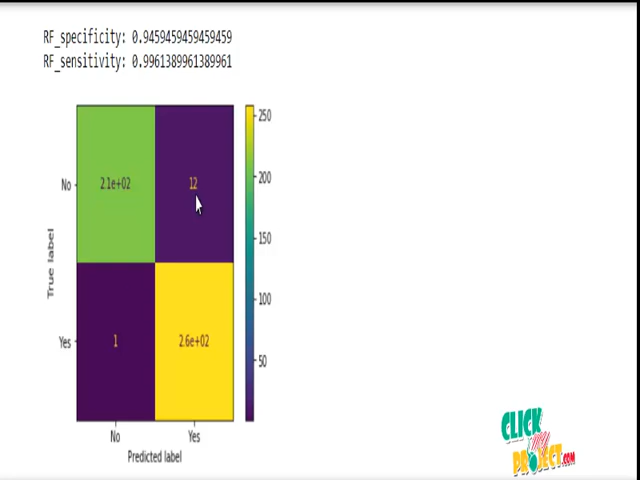 RF_specificity: 0.9459459459459459
RF_sensitivity: 0.9961389961389961
250
200
150
100
50
No
2.1e+02
12
True label
Yes
1
2.6e+02
No
Yes
Predicted label
CLICK
my
PROJECT.COM